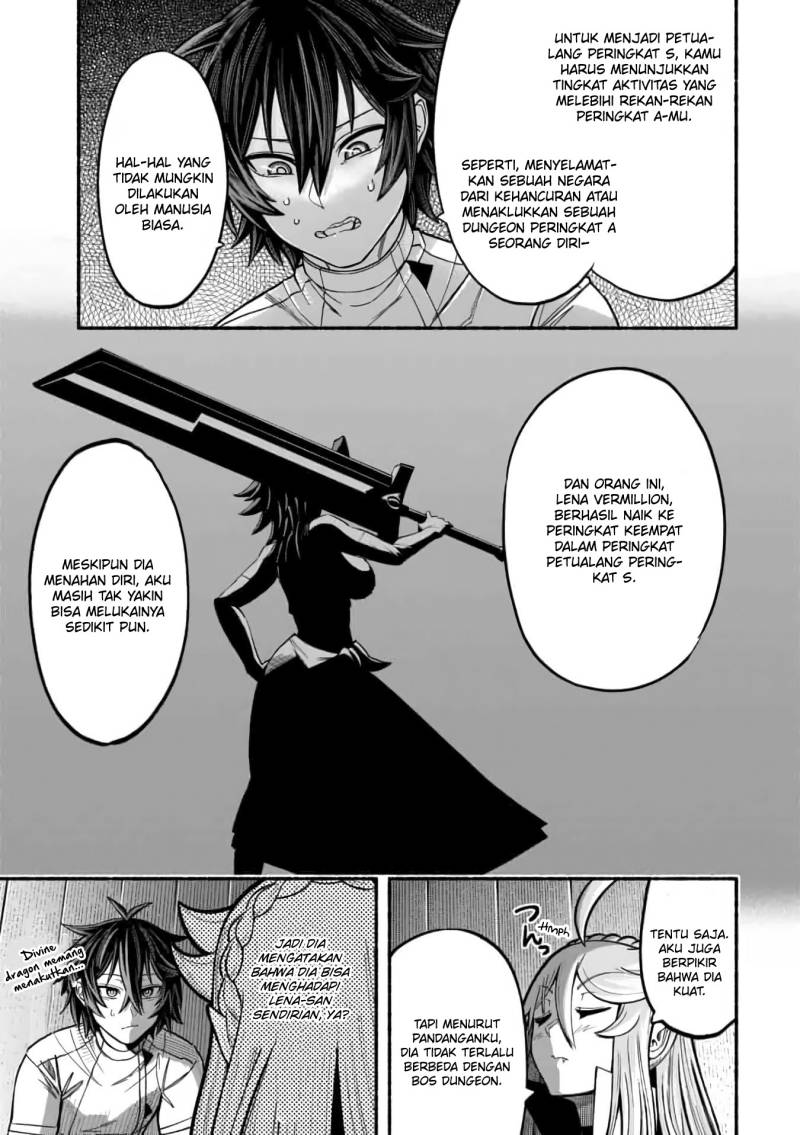 UNTUK MENJADI PETUA-
LANG PERINGKAT S, KAMU
HARUS MENUNJUKKAN
TINGKAT AKTIVITAS YANG
MELEBIHI REKAN-REKAN
PERINGKAT A-MU.
SEPERTI, MENYELAMAT-
KAN SEBUAH NEGARA
DARI KEHANCURAN ATAU
MENAKLUKKAN SEBUAH
DUNGEON PERINGKAT A
SEORANG DIRI-
HAL-HAL YANG
TIDAK MUNGKIN
DILAKUKAN
OLEH MANUSIA
BIASA.
DAN ORANG INI,
LENA VERMILLION,
BERHASIL NAIK KE
PERINGKAT KEEMPAT
DALAM PERINGKAT
PETUALANG PERING-
KAT S.
MESKIPUN DIA
MENAHAN DIRI, AKU
MASIH TAK YAKIN
BISA MELUKAINYA
SEDIKIT PUN.
TENTU SAJA.
AKU JUGA
BERPIKIR
BAHWA DIA
KUAT.
Hmph
つんっ
TAPI MENURUT
PANDANGANKU,
DIA TIDAK TERLALU
BERBEDA DENGAN
BOS DUNGEON.
JADI DIA
MENGATAKAN
BAHWA DIA BISA
MENGHADAPI
LENA-SAN
SENDIRIAN, YA?
Divine
dragon memang
menakutkan...